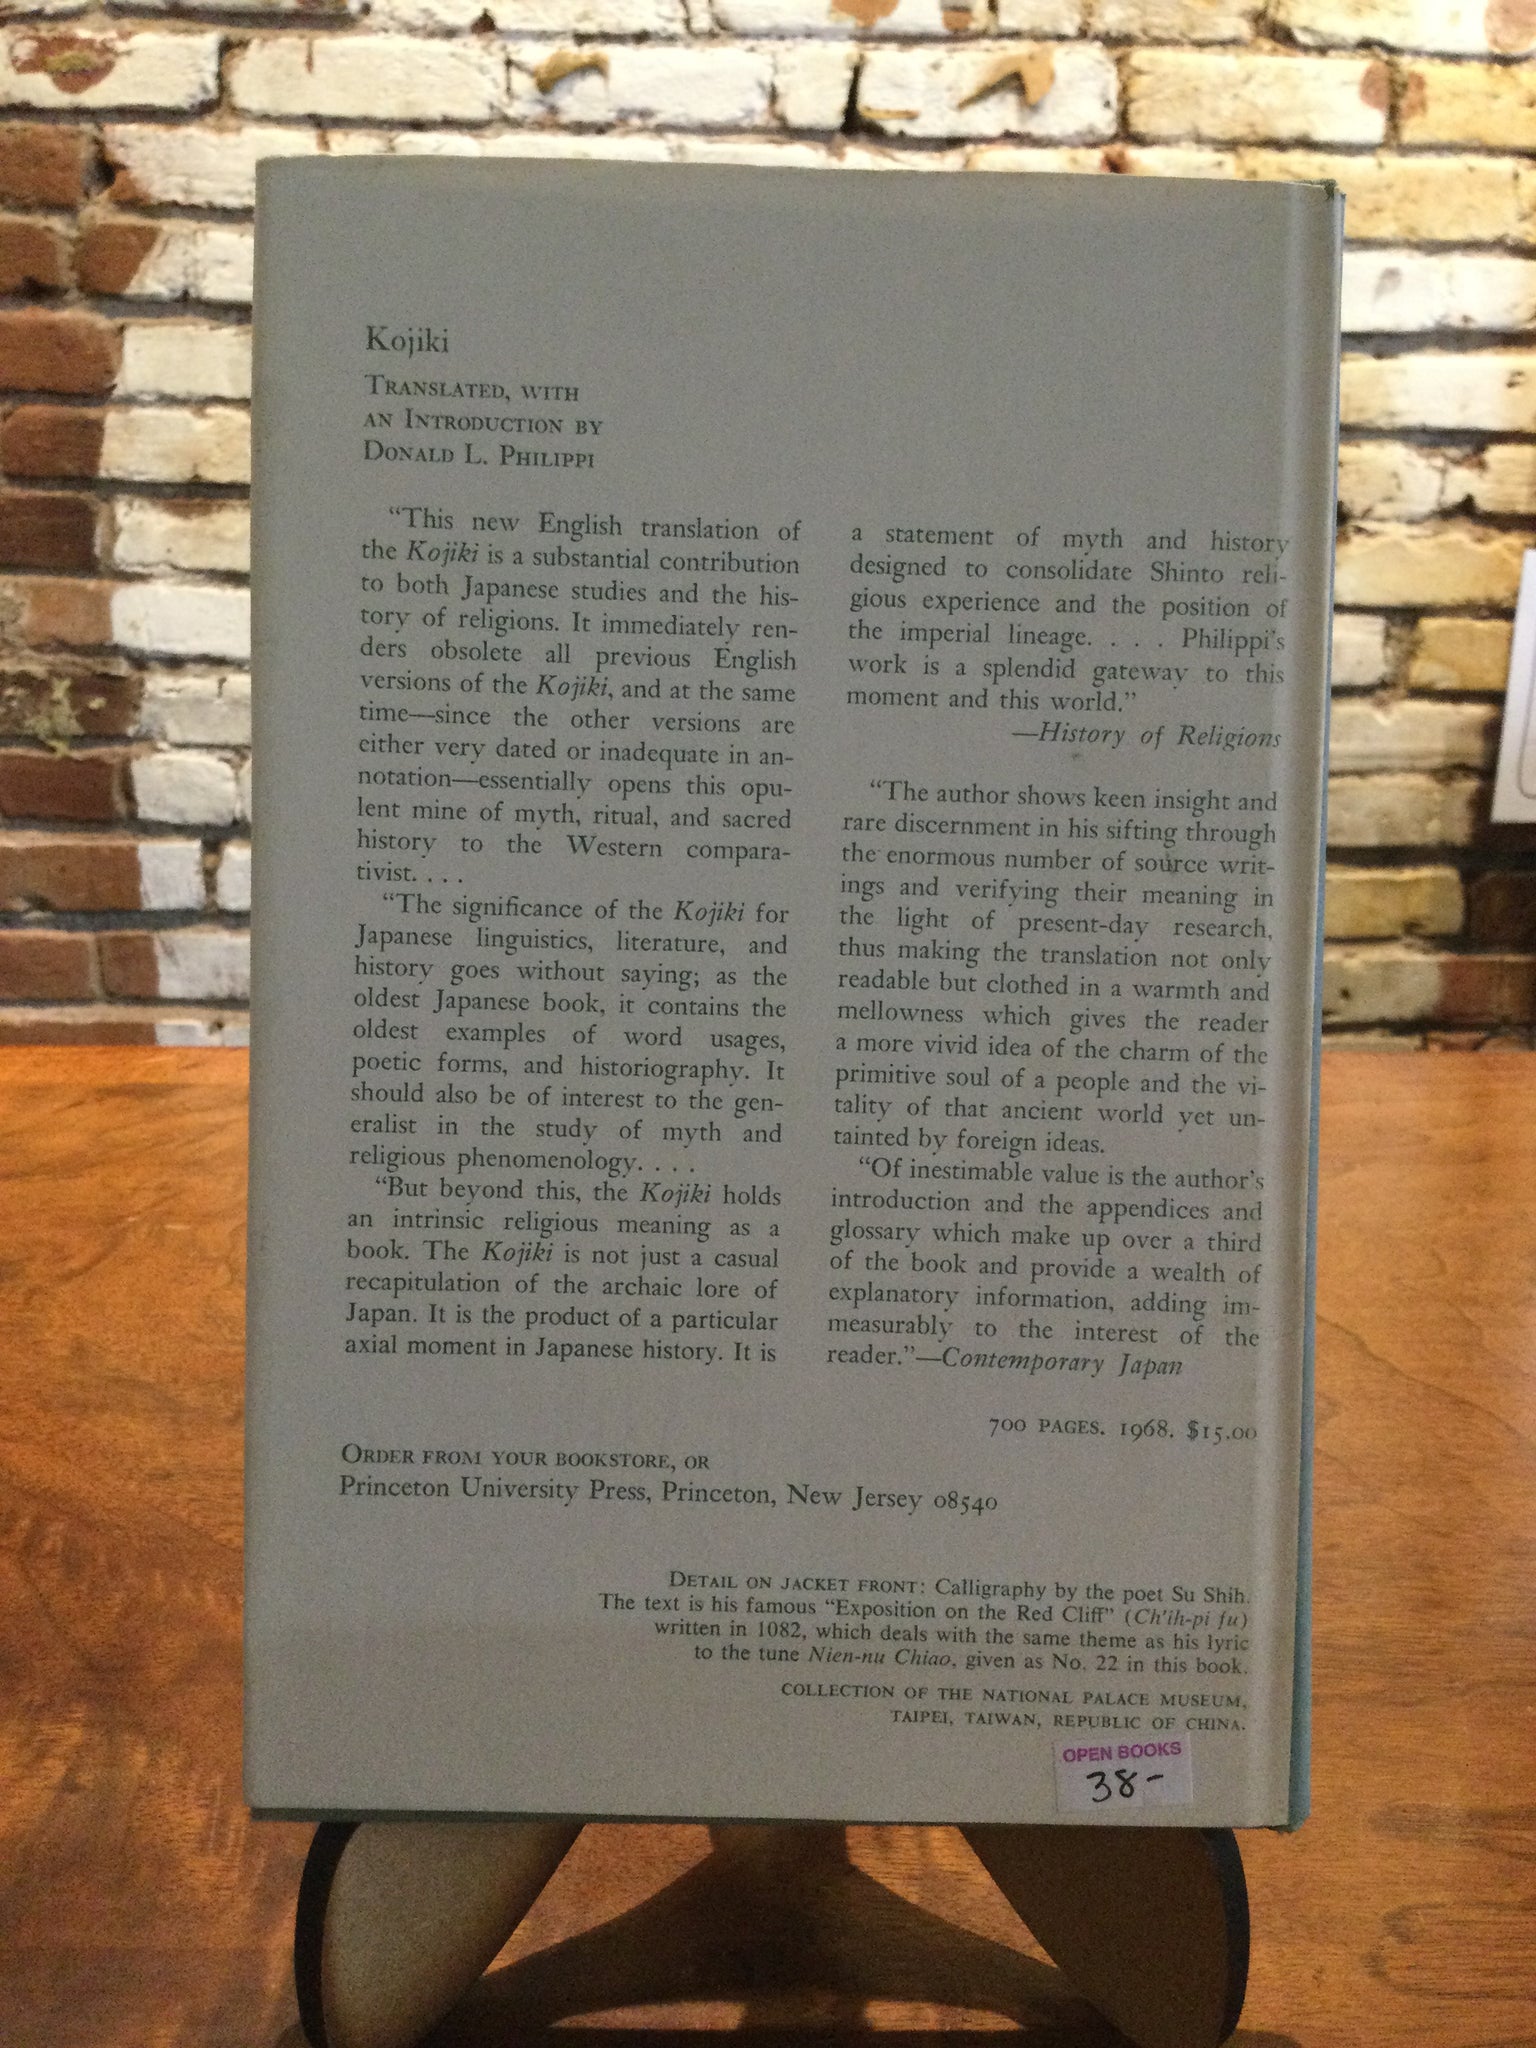 Kojiki
Translated, with
an Introduction by
Donald L. Philippi
“This new English translation of
the Kojiki is a substantial contribution
to both Japanese studies and the his-
tory of religions. It immediately ren-
ders obsolete all previous English
versions of the Kojiki, and at the same
time—since the other versions are
either very dated or inadequate in an-
notation—essentially opens this opu-
lent mine of myth, ritual, and sacred
history to the Western compara-
tivist. . . .
“The significance of the Kojiki for
Japanese linguistics, literature, and
history goes without saying; as the
oldest Japanese book, it contains the
oldest examples of word usages,
poetic forms, and historiography. It
should also be of interest to the gen-
eralist in the study of myth and
religious phenomenology. . . .
“But beyond this, the Kojiki holds
an intrinsic religious meaning as a
book. The Kojiki is not just a casual
recapitulation of the archaic lore of
Japan. It is the product of a particular
axial moment in Japanese history. It is
a statement of myth and history
designed to consolidate Shinto reli-
gious experience and the position of
the imperial lineage. . . . Philippi’s
work is a splendid gateway to this
moment and this world.”
—History of Religions
“The author shows keen insight and
rare discernment in his sifting through
the enormous number of source writ-
ings and verifying their meaning in
the light of present-day research,
thus making the translation not only
readable but clothed in a warmth and
mellowness which gives the reader
a more vivid idea of the charm of the
primitive soul of a people and the vi-
tality of that ancient world yet un-
tainted by foreign ideas.
“Of inestimable value is the author’s
introduction and the appendices and
glossary which make up over a third
of the book and provide a wealth of
explanatory information, adding im-
measurably to the interest of the
reader.”—Contemporary Japan
700 PAGES. 1968. $15.00
Order from your bookstore, or
Princeton University Press, Princeton, New Jersey 08540
Detail on jacket front: Calligraphy by the poet Su Shih.
The text is his famous “Exposition on the Red Cliff” (Ch’ih-pi fu)
written in 1082, which deals with the same theme as his lyric
to the tune Nien-nu Chiao, given as No. 22 in this book.
COLLECTION OF THE NATIONAL PALACE MUSEUM,
TAIPEI, TAIWAN, REPUBLIC OF CHINA.
OPEN BOOKS
38-